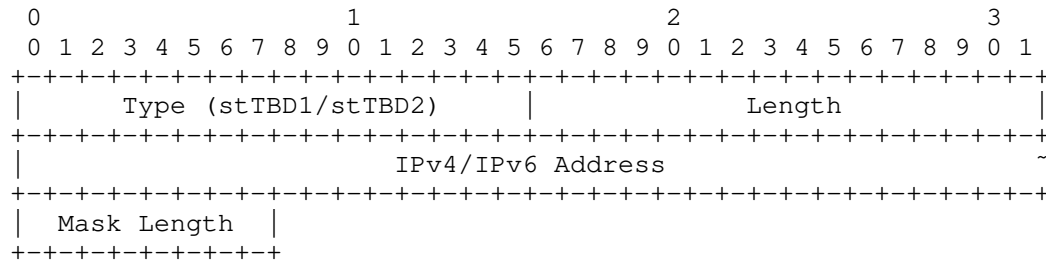 0                   1                   2                   3
 0 1 2 3 4 5 6 7 8 9 0 1 2 3 4 5 6 7 8 9 0 1 2 3 4 5 6 7 8 9 0 1
+-+-+-+-+-+-+-+-+-+-+-+-+-+-+-+-+-+-+-+-+-+-+-+-+-+-+-+-+-+-+-+-+
|      Type (stTBD1/stTBD2)     |             Length            |
+-+-+-+-+-+-+-+-+-+-+-+-+-+-+-+-+-+-+-+-+-+-+-+-+-+-+-+-+-+-+-+-+
|                       IPv4/IPv6 Address                       ~
+-+-+-+-+-+-+-+-+-+-+-+-+-+-+-+-+-+-+-+-+-+-+-+-+-+-+-+-+-+-+-+-+
|  Mask Length  |
+-+-+-+-+-+-+-+-+